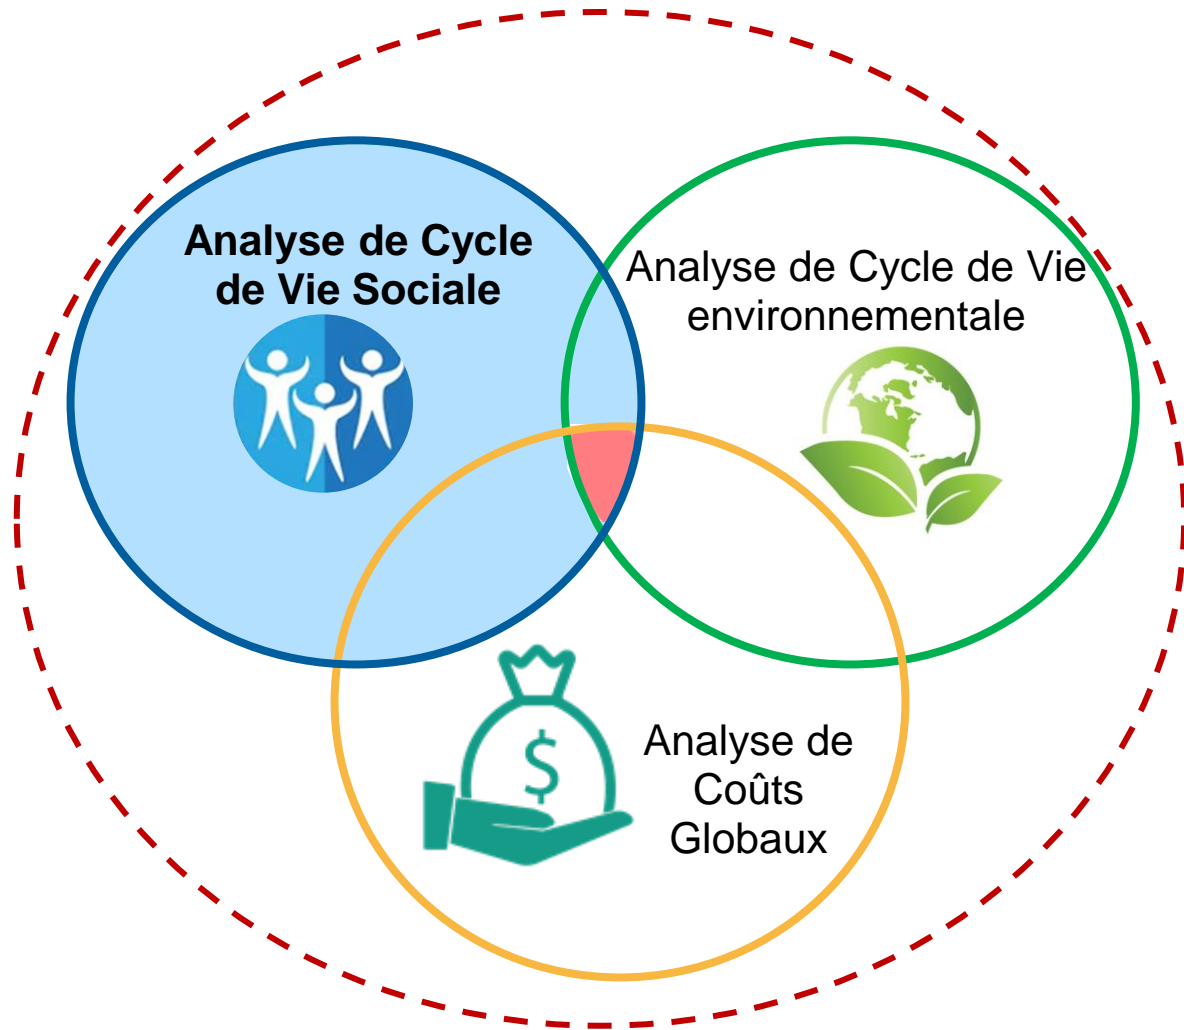 Analyse de Cycle
de Vie Sociale
Analyse de Cycle de Vie
environnementale
$
Analyse de
Coûts
Globaux